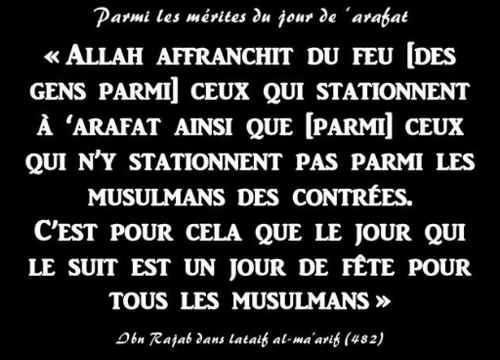 Parmi les mérites du jour de 'arafat
« Allah affranchit du feu [des
gens parmi] ceux qui stationnent
à 'arafat ainsi que [parmi] ceux
qui n'y stationnent pas parmi les
musulmans des contrées.
C'est pour cela que le jour qui
le suit est un jour de fête pour
tous les musulmans »
Ibn Rajab dans lataif al-ma'arif (482)